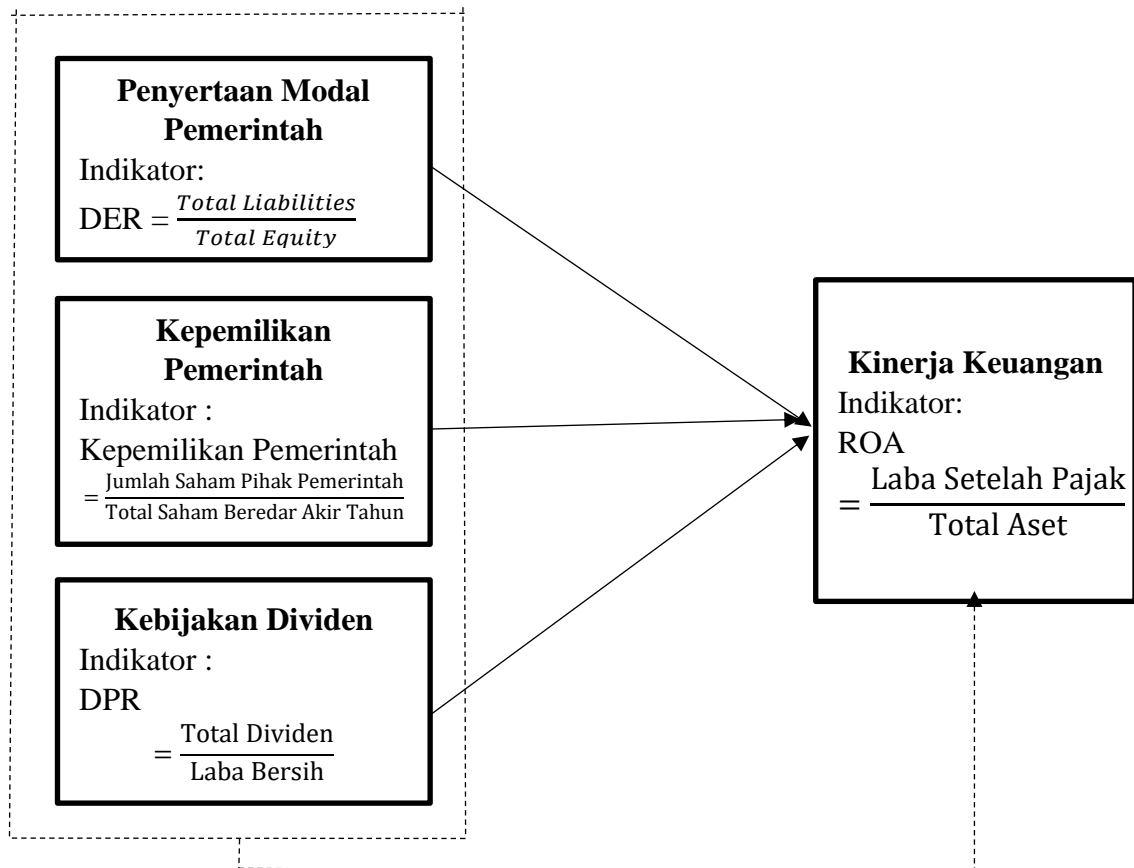 Penyertaan Modal
Pemerintah
Indikator:
DER = Total Liabilities
Total Equity
Kepemilikan
Pemerintah
Indikator :
Kepemilikan Pemerintah
= Jumlah Saham Pihak Pemerintah
Total Saham Beredar Akir Tahun
Kebijakan Dividen
Indikator :
DPR
= Total Dividen
Laba Bersih
Kinerja Keuangan
Indikator:
ROA
= Laba Setelah Pajak
Total Aset